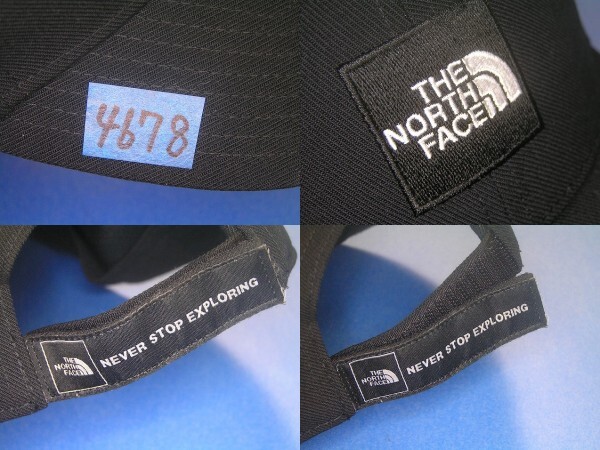 4678
THE
NORTH
FACE
THE
NORTH
FACE
NEVER STOP EXPLORING
THE
NORTH
FACE
NEVER STOP EXPLORING